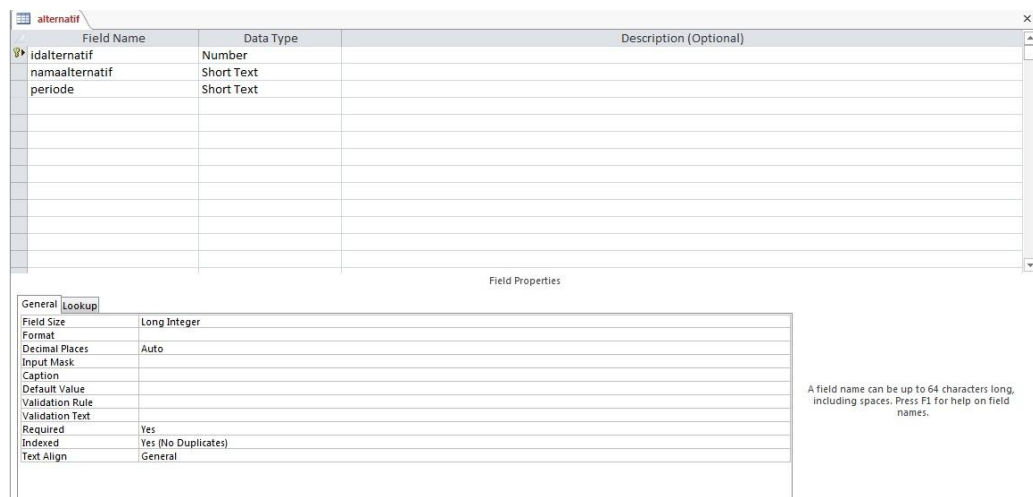 alternatif
Field Name Data Type Description (Optional)
idalternatif Number
namaalternatif Short Text
periode Short Text
Field Properties
General Lookup
Field Size Long Integer
Format
Decimal Places Auto
Input Mask
Caption
Default Value
Validation Rule
Validation Text
Required Yes
Indexed Yes (No Duplicates)
Text Align General
A field name can be up to 64 characters long,
including spaces. Press F1 for help on field
names.